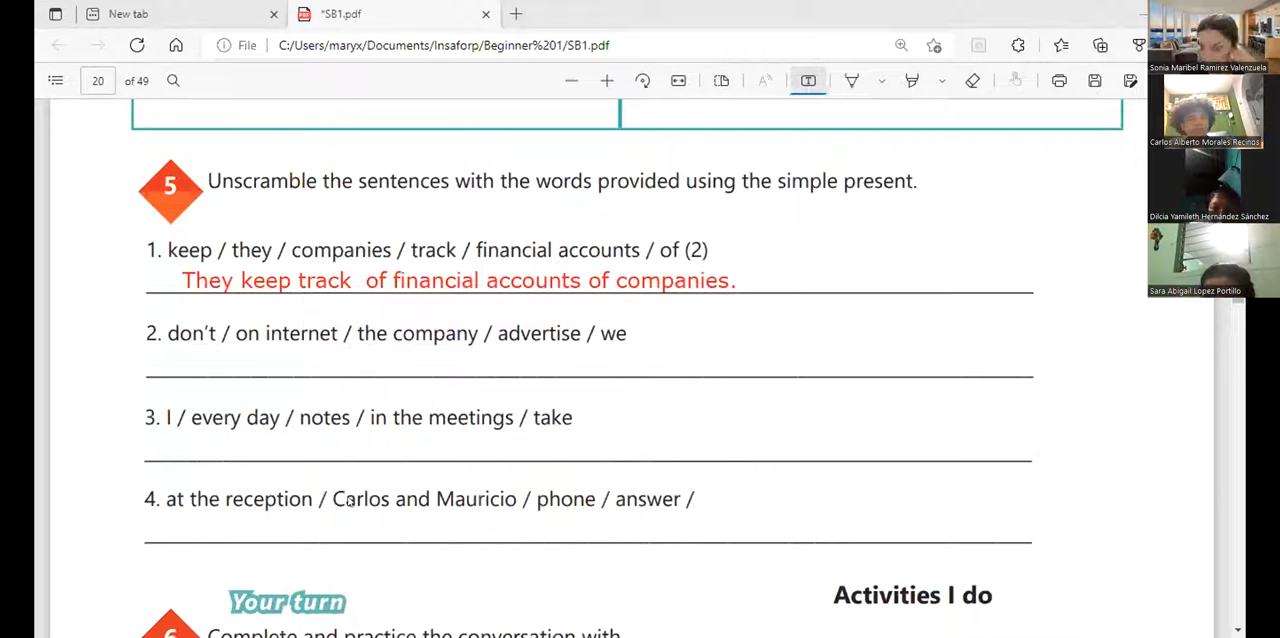 New tab
*SB1.pdf
File
C:/Users/maryx/Documents/Insaforp/Beginner%201/SB1.pdf
20 of 49
Sonia Maribel Ramirez Valenzuela
Carlos Alberto Morales Recinos
Dilcia Yamileth Hernández Sánchez
Sara Abigail Lopez Portillo
5 Unscramble the sentences with the words provided using the simple present.
1. keep / they / companies / track / financial accounts / of (2)
They keep track of financial accounts of companies.
2. don't / on internet / the company / advertise / we
3. I / every day / notes / in the meetings / take
4. at the reception / Carlos and Mauricio / phone / answer /
Your turn
Activities I do
6 Complete and practice the conversation with